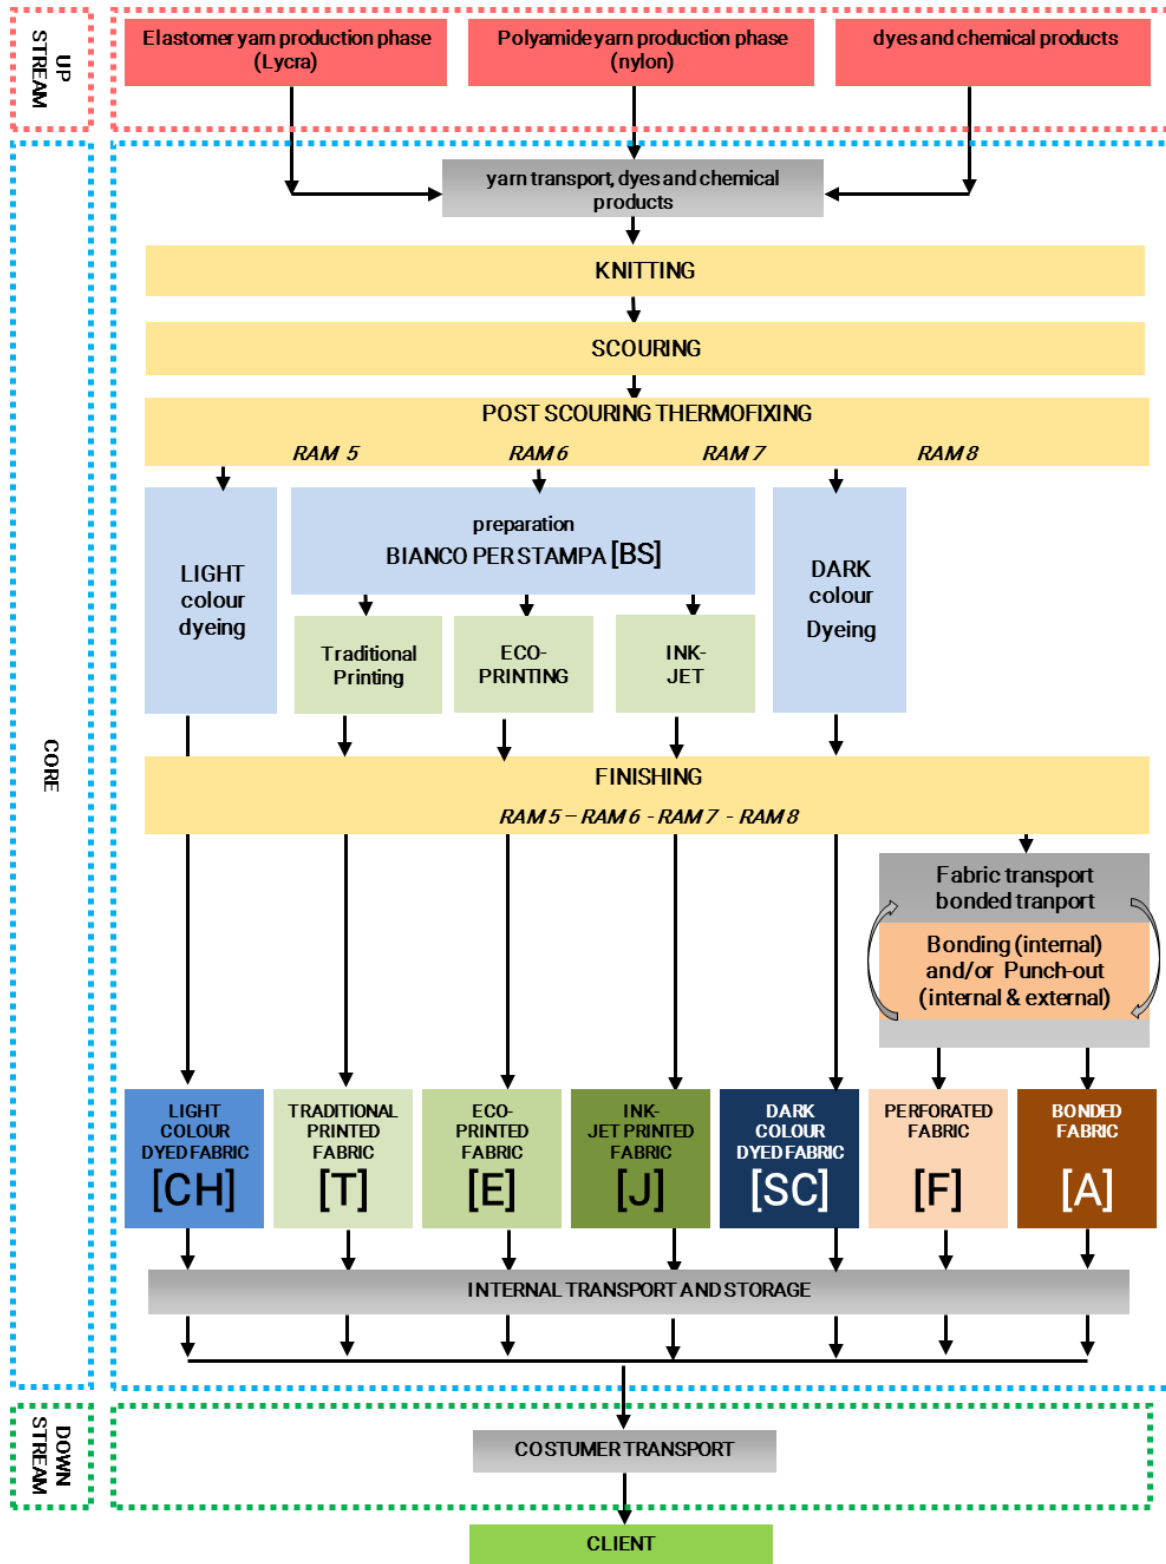 UP
STREAM
Elastomer yarn production phase
(Lycra)
Polyamide yarn production phase
(nylon)
dyes and chemical products
CORE
yarn transport, dyes and chemical
products
KNITTING
SCOURING
POST SCOURING THERMOFIXING
RAM 5 RAM 6 RAM 7 RAM 8
LIGHT
colour
dyeing
preparation
BIANCO PER STAMPA [BS]
DARK
colour
Dyeing
Traditional
Printing
ECO-
PRINTING
INK-
JET
FINISHING
RAM 5 – RAM 6 - RAM 7 - RAM 8
Fabric transport
bonded tranport
Bonding (internal)
and/or Punch-out
(internal & external)
LIGHT
COLOUR
DYED FABRIC
[CH]
TRADITIONAL
PRINTED
FABRIC
[T]
ECO-
PRINTED
FABRIC
[E]
INK-
JET PRINTED
FABRIC
[J]
DARK
COLOUR
DYED FABRIC
[SC]
PERFORATED
FABRIC
[F]
BONDED
FABRIC
[A]
INTERNAL TRANSPORT AND STORAGE
DOWN
STREAM
COSTUMER TRANSPORT
CLIENT